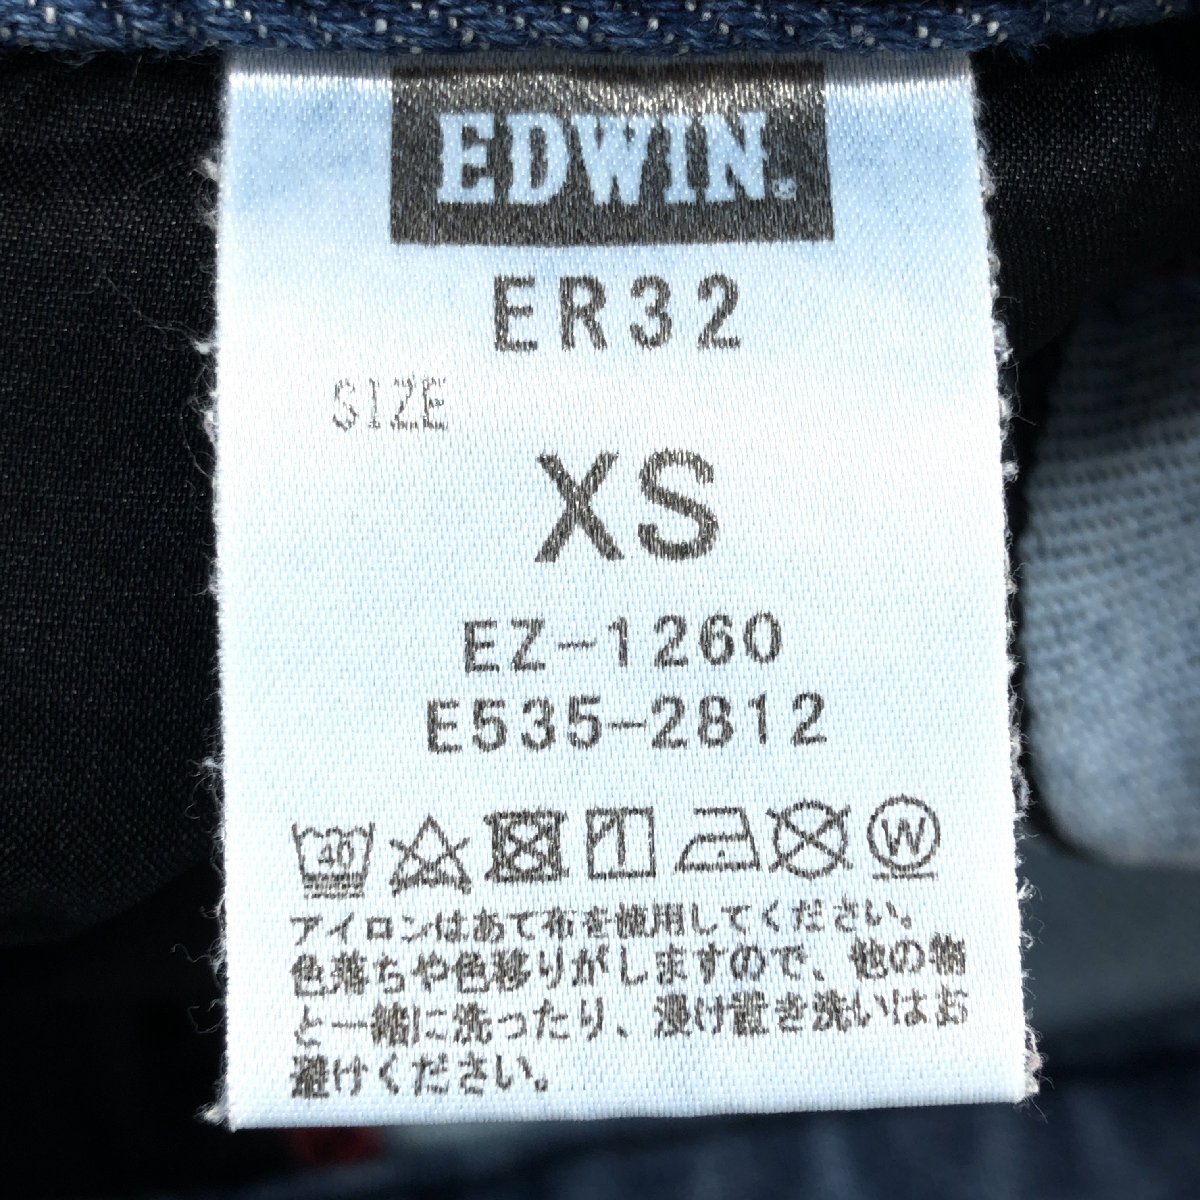 EDWIN®
ER32
SIZE
XS
EZ-1260
E535-2812
40 W
アイロンはあて布を使用してください。
色落ちや色移りがしますので、他の物
と一緒に洗ったり、浸け置き洗いはお
避けください。